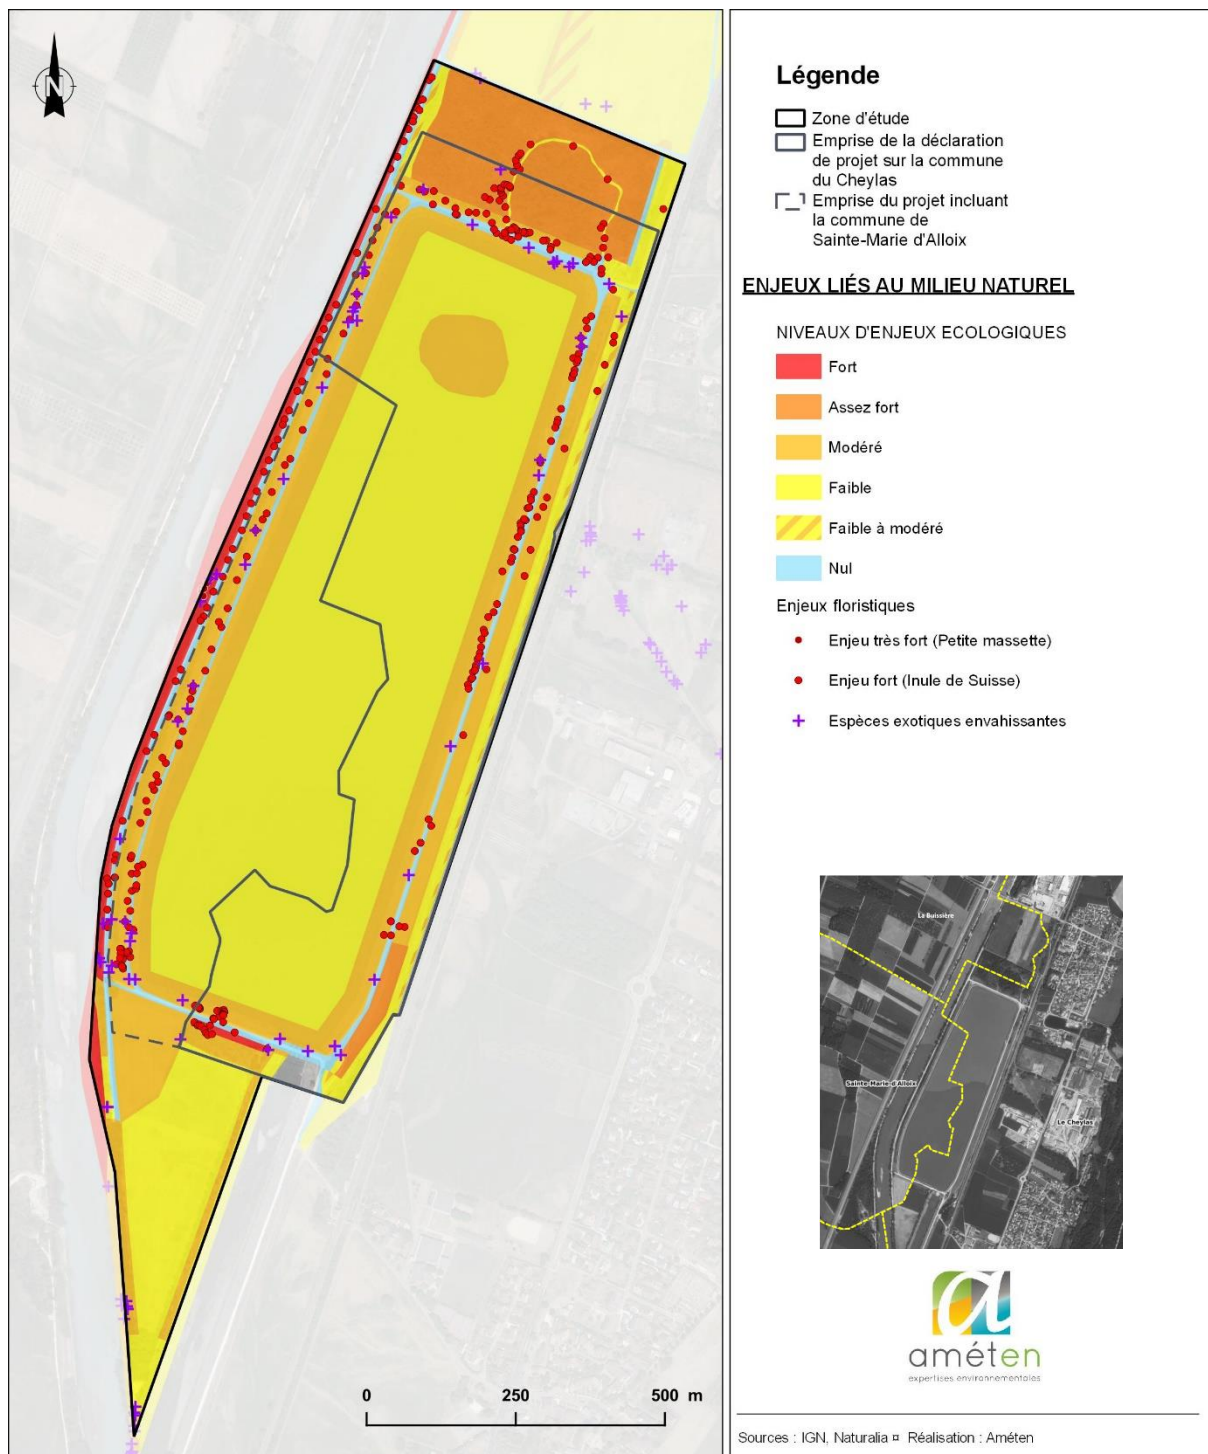 N
0 250 500 m
Légende
Zone d'étude
Emprise de la déclaration
de projet sur la commune
du Cheylas
Emprise du projet incluant
la commune de
Sainte-Marie d'Alloix
ENJEUX LIÉS AU MILIEU NATUREL
NIVEAUX D'ENJEUX ECOLOGIQUES
Fort
Assez fort
Modéré
Faible
Faible à modéré
Nul
Enjeux floristiques
Enjeu très fort (Petite massette)
Enjeu fort (Inule de Suisse)
Espèces exotiques envahissantes
La Buissière
Sainte-Marie-d'Alloix
Le Cheylas
a
améten
expertises environnementales
Sources : IGN, Naturalia ¤ Réalisation : Améten